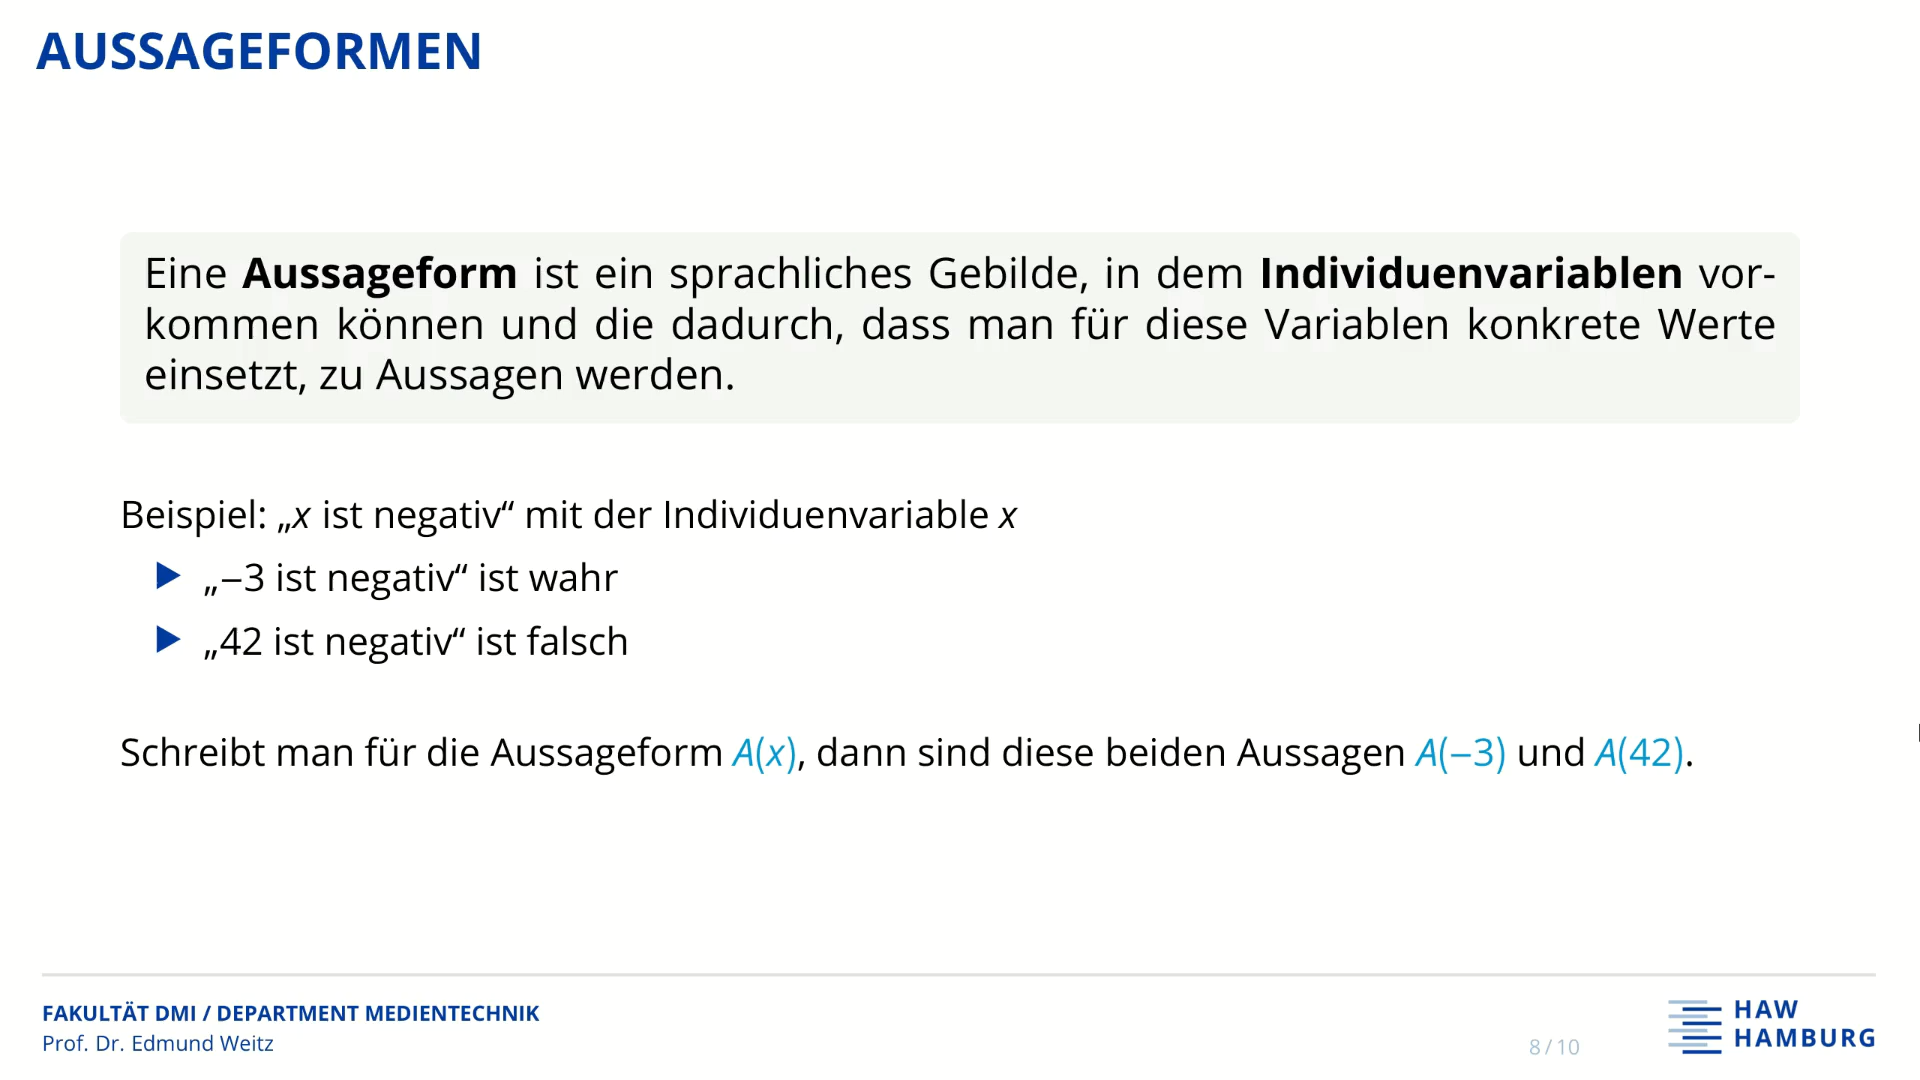 AUSSAGEFORMEN
Eine Aussageform ist ein sprachliches Gebilde, in dem Individuenvariablen vor-
kommen können und die dadurch, dass man für diese Variablen konkrete Werte
einsetzt, zu Aussagen werden.
Beispiel: „x ist negativ“ mit der Individuenvariable x
▶ „−3 ist negativ“ ist wahr
▶ „42 ist negativ“ ist falsch
Schreibt man für die Aussageform A(x), dann sind diese beiden Aussagen A(−3) und A(42).
FAKULTÄT DMI / DEPARTMENT MEDIENTECHNIK
Prof. Dr. Edmund Weitz
8 / 10
HAW
HAMBURG